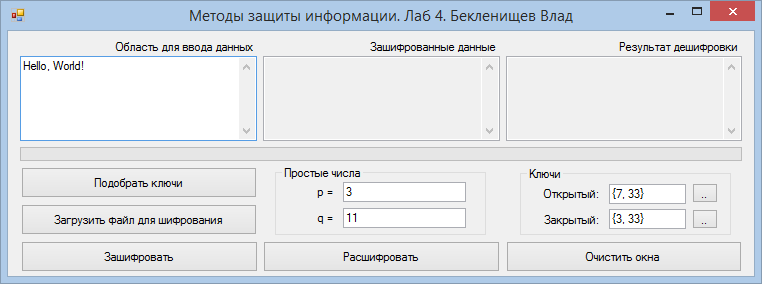 Методы защиты информации. Лаб 4. Бекленищев Влад
Область для ввода данных
Зашифрованные данные
Результат дешифровки
Hello, World!
Подобрать ключи
Загрузить файл для шифрования
Простые числа
p = 3
q = 11
Ключи
Открытый: {7, 33} ..
Закрытый: {3, 33} ..
Зашифровать
Расшифровать
Очистить окна